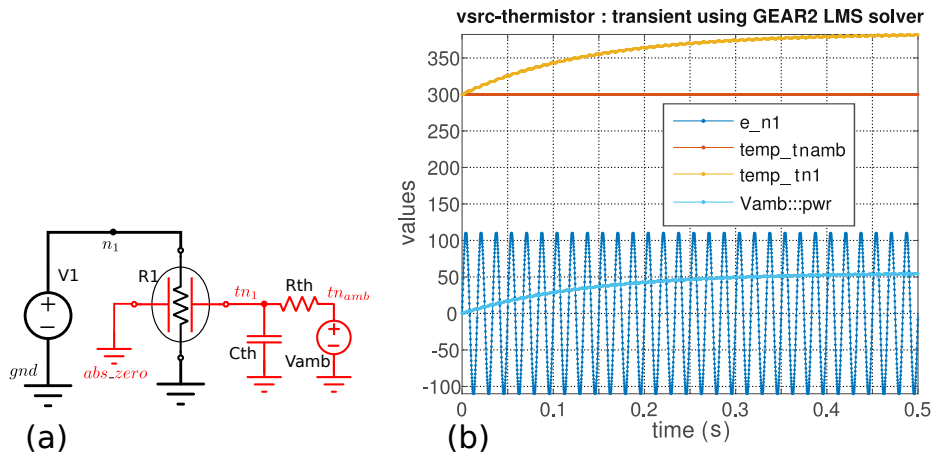 n1
V1
R1
tn1
Rth
tnamb
Cth
Vamb
gnd
abs_zero
(a)
vsrc-thermistor : transient using GEAR2 LMS solver
values
350
300
250
200
150
100
50
0
-50
-100
e_n1
temp_tnamb
temp_tn1
Vamb:::pwr
0
0.1
0.2
0.3
0.4
0.5
time (s)
(b)